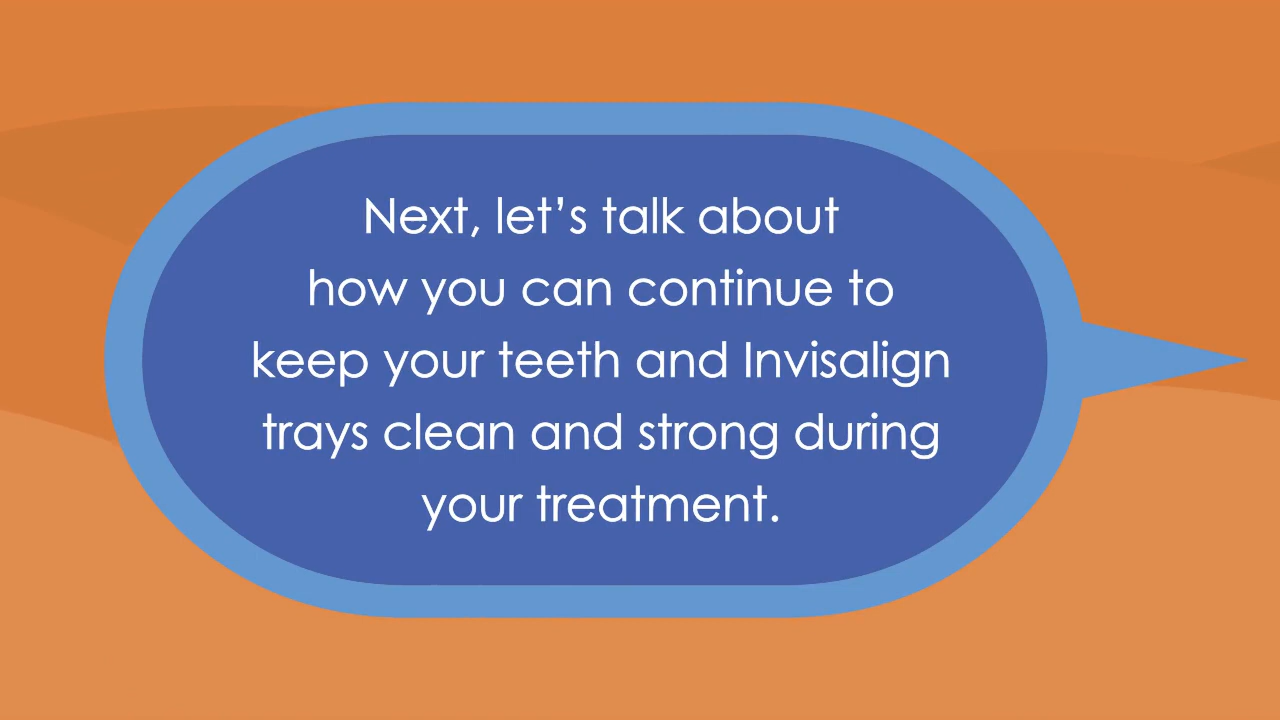 Next, let’s talk about
how you can continue to
keep your teeth and Invisalign
trays clean and strong during
your treatment.